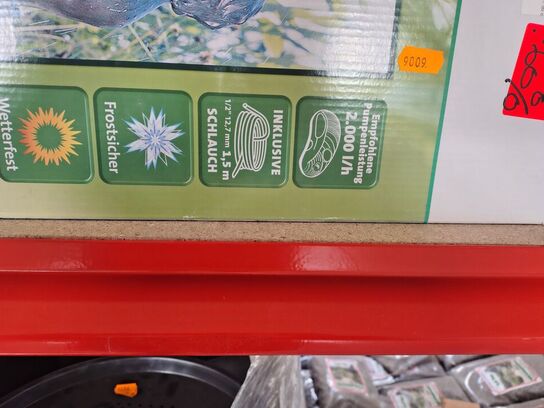 Wetterfest
Frostsicher
INKLUSIVE
1/2" 12,7 mm 1,5 m
SCHLAUCH
Empfohlene
Pumpenleistung
2.000 l/h
9009.